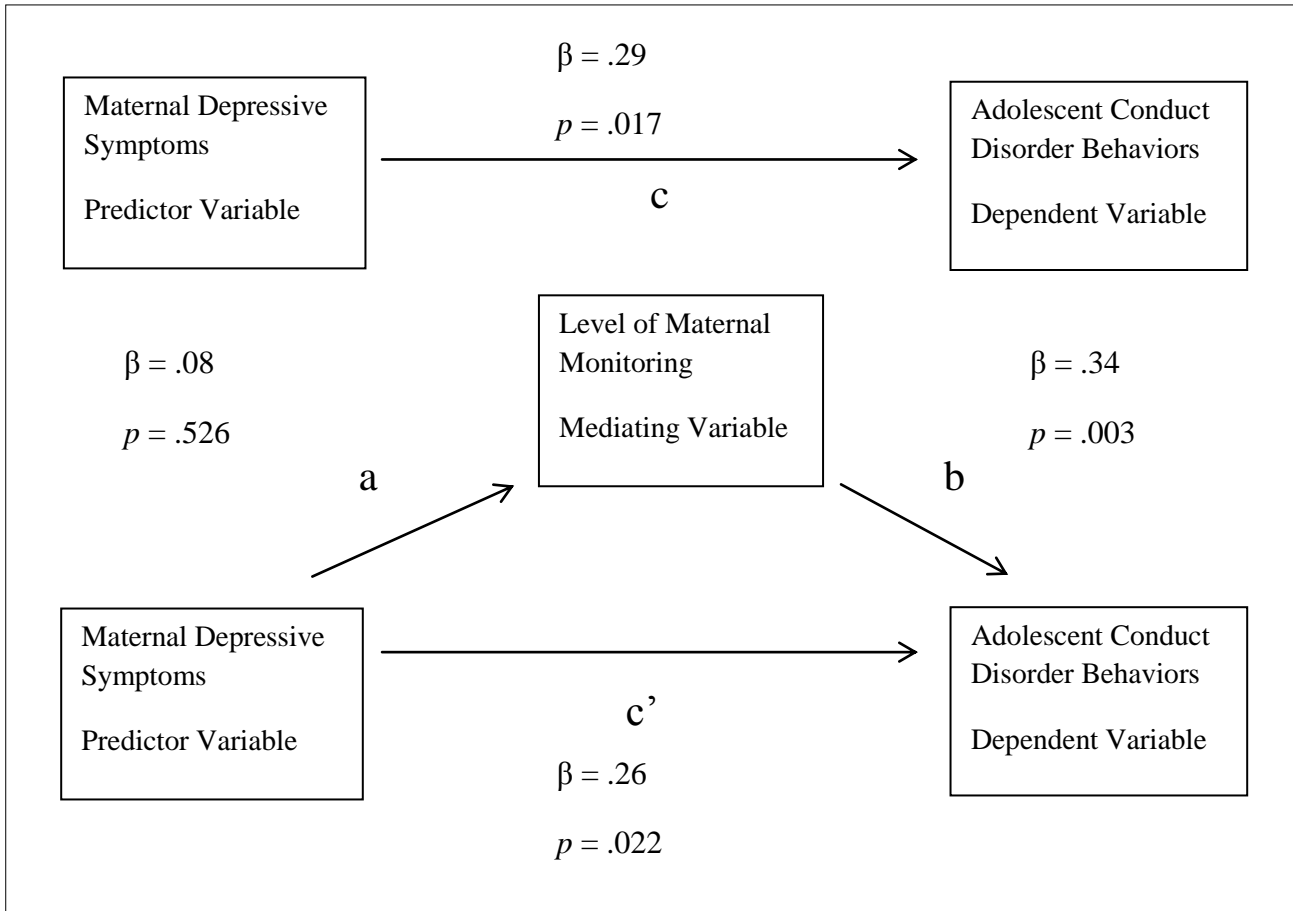 β = .29
p = .017
Maternal Depressive
Symptoms
Predictor Variable
c
Adolescent Conduct
Disorder Behaviors
Dependent Variable
Level of Maternal
Monitoring
Mediating Variable
β = .08
p = .526
a
β = .34
p = .003
b
Maternal Depressive
Symptoms
Predictor Variable
c’
β = .26
p = .022
Adolescent Conduct
Disorder Behaviors
Dependent Variable